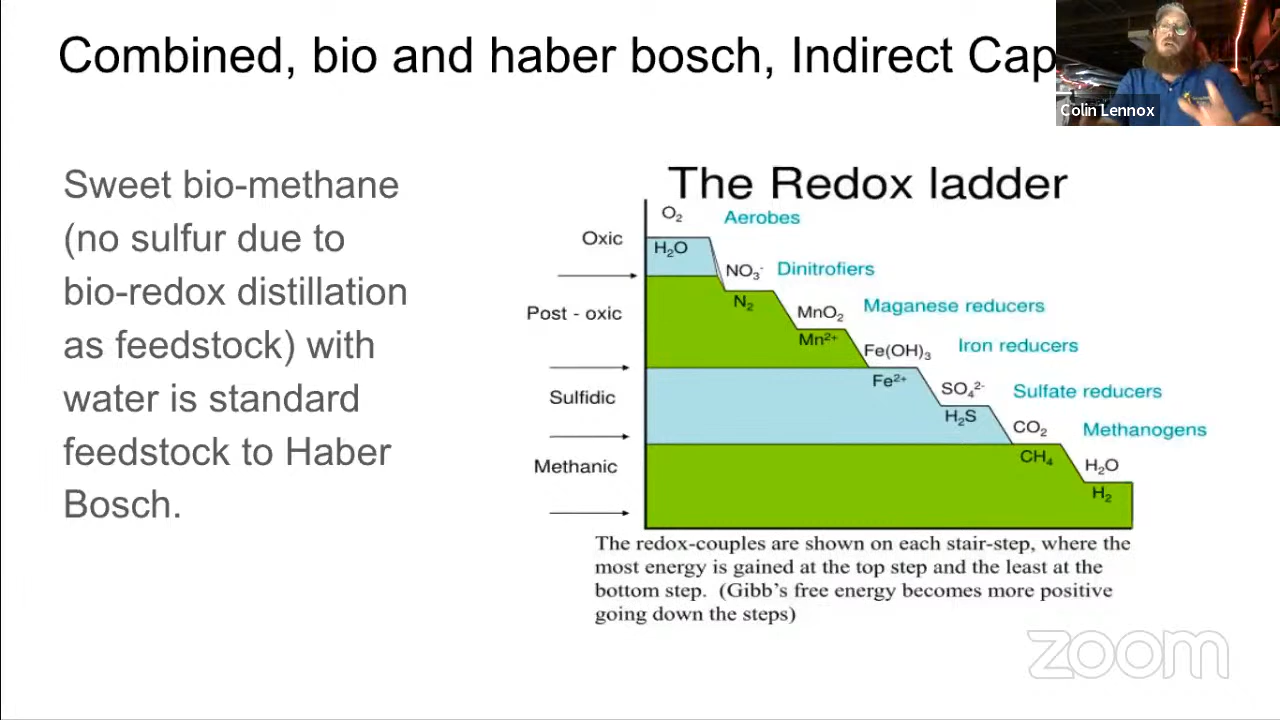 Combined, bio and haber bosch, Indirect Cap
Colin Lennox
Sweet bio-methane
(no sulfur due to
bio-redox distillation
as feedstock) with
water is standard
feedstock to Haber
Bosch.
The Redox ladder
O₂ Aerobes
Oxic
H₂O
NO₃⁻ Dinitrofiers
N₂
Post - oxic
MnO₂ Maganese reducers
Mn²⁺
Fe(OH)₃ Iron reducers
Fe²⁺
Sulfidic
SO₄²⁻ Sulfate reducers
H₂S
CO₂ Methanogens
CH₄
Methanic
H₂O
H₂
The redox-couples are shown on each stair-step, where the
most energy is gained at the top step and the least at the
bottom step. (Gibb's free energy becomes more positive
going down the steps)
zoom